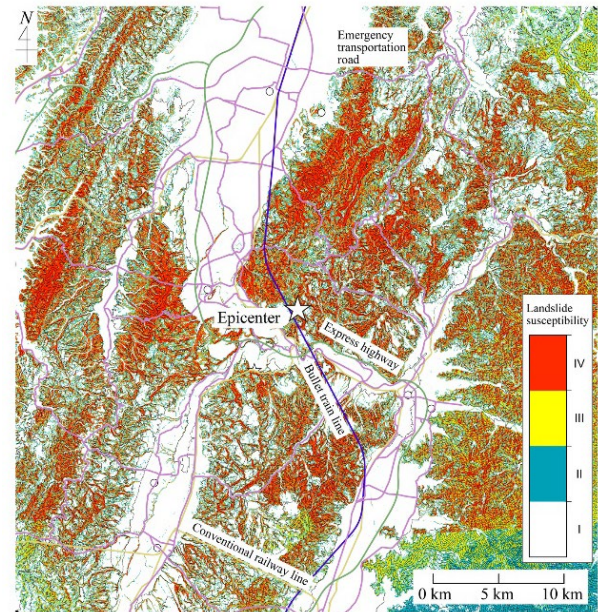 N
Emergency
transportation
road
Epicenter
Express highway
Bullet train line
Conventional railway line
Landslide
susceptibility
IV
III
II
I
0 km 5 km 10 km